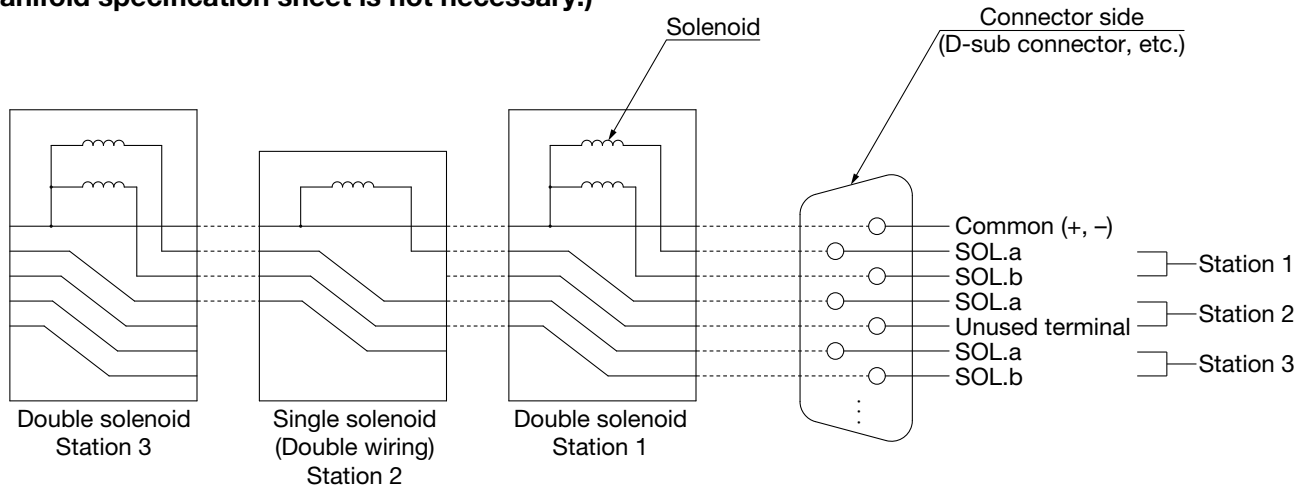 anifold specification sheet is not necessary.)
Solenoid
Connector side
(D-sub connector, etc.)
Common (+, –)
SOL.a
SOL.b
SOL.a
Unused terminal
SOL.a
SOL.b
Station 1
Station 2
Station 3
Double solenoid
Station 3
Single solenoid
(Double wiring)
Station 2
Double solenoid
Station 1